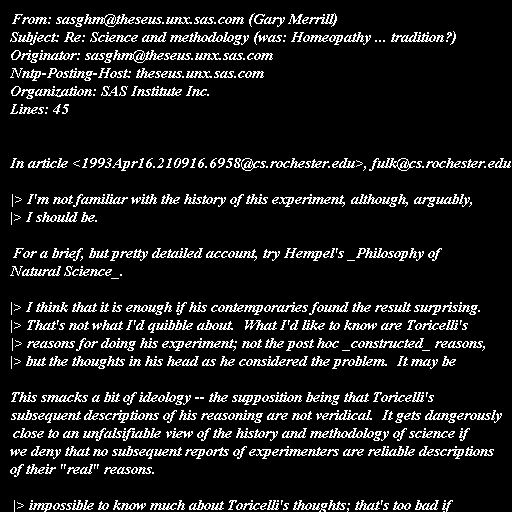 From: sasghm@theseus.unx.sas.com (Gary Merrill)
Subject: Re: Science and methodology (was: Homeopathy ... tradition?)
Originator: sasghm@theseus.unx.sas.com
Nntp-Posting-Host: theseus.unx.sas.com
Organization: SAS Institute Inc.
Lines: 45
In article <1993Apr16.210916.6958@cs.rochester.edu>, fulk@cs.rochester.edu
|> I'm not familiar with the history of this experiment, although, arguably,
|> I should be.
For a brief, but pretty detailed account, try Hempel's _Philosophy of
Natural Science_.
|> I think that it is enough if his contemporaries found the result surprising.
|> That's not what I'd quibble about.  What I'd like to know are Toricelli's
|> reasons for doing his experiment; not the post hoc _constructed_ reasons,
|> but the thoughts in his head as he considered the problem.  It may be
This smacks a bit of ideology -- the supposition being that Toricelli's
subsequent descriptions of his reasoning are not veridical.  It gets dangerously
close to an unfalsifiable view of the history and methodology of science if
we deny that no subsequent reports of experimenters are reliable descriptions
of their "real" reasons.
|> impossible to know much about Toricelli's thoughts; that's too bad if